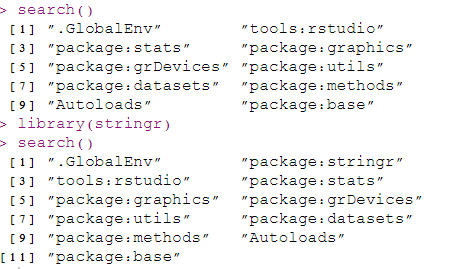 > search()
[1] ".GlobalEnv" "tools:rstudio"
[3] "package:stats" "package:graphics"
[5] "package:grDevices" "package:utils"
[7] "package:datasets" "package:methods"
[9] "Autoloads" "package:base"
> library(stringr)
> search()
[1] ".GlobalEnv" "package:stringr"
[3] "tools:rstudio" "package:stats"
[5] "package:graphics" "package:grDevices"
[7] "package:utils" "package:datasets"
[9] "package:methods" "Autoloads"
[11] "package:base"